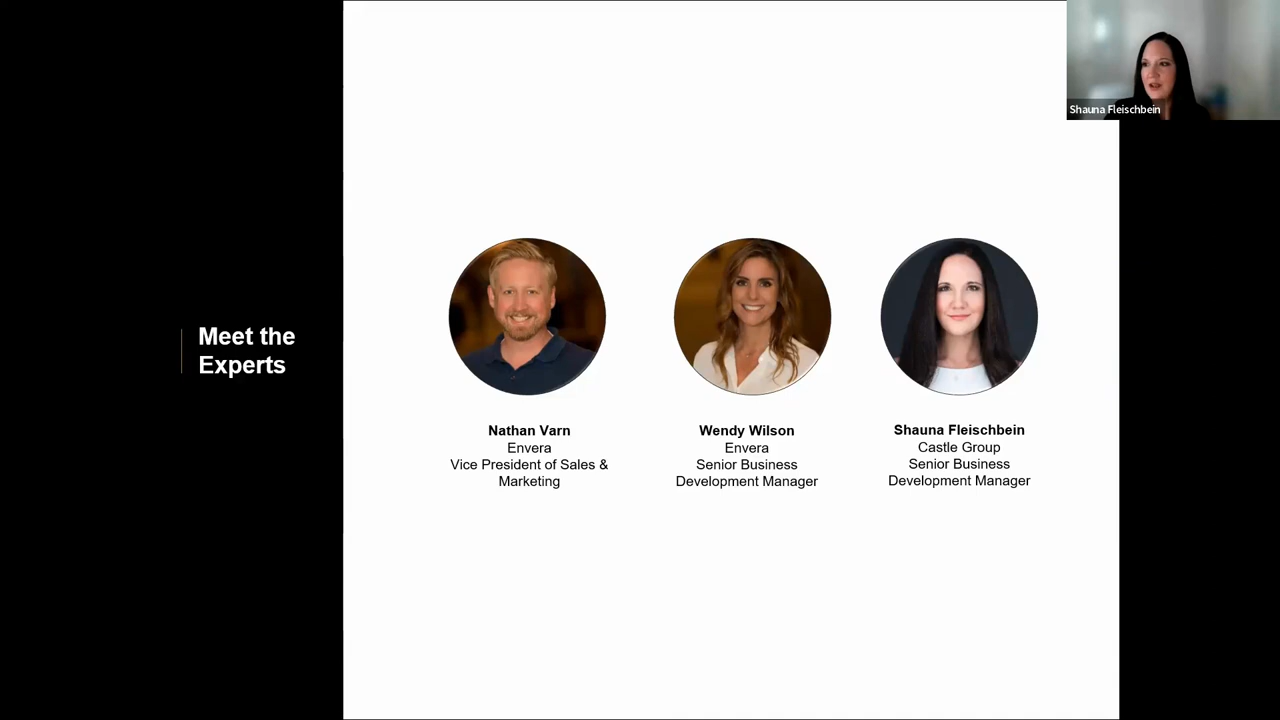 Shauna Fleischbein
Meet the
Experts
Nathan Varn
Envera
Vice President of Sales &
Marketing
Wendy Wilson
Envera
Senior Business
Development Manager
Shauna Fleischbein
Castle Group
Senior Business
Development Manager